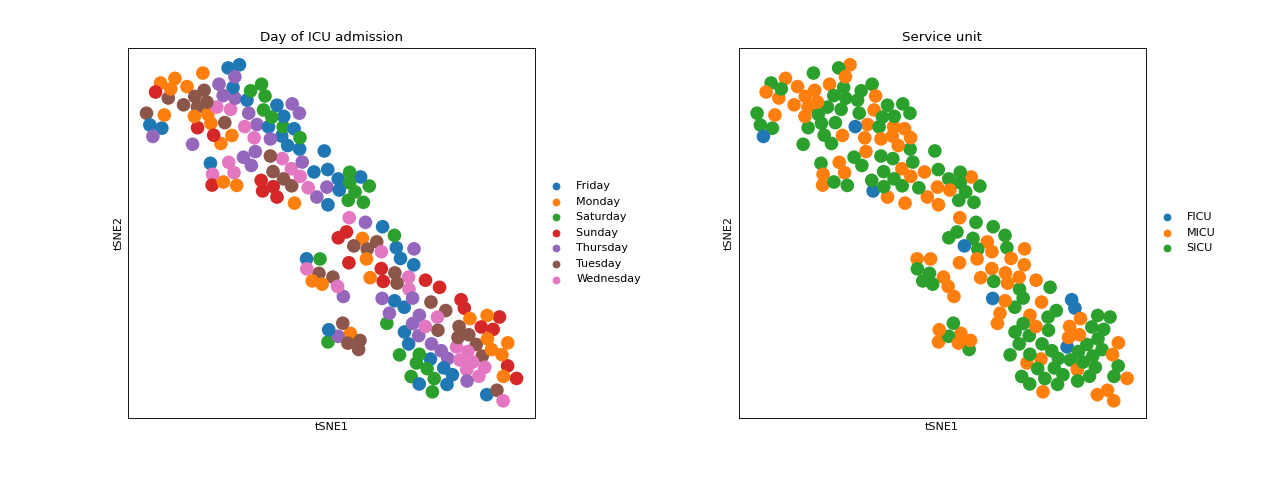 Day of ICU admission
tSNE2
tSNE1
Friday
Monday
Saturday
Sunday
Thursday
Tuesday
Wednesday
Service unit
tSNE2
tSNE1
FICU
MICU
SICU